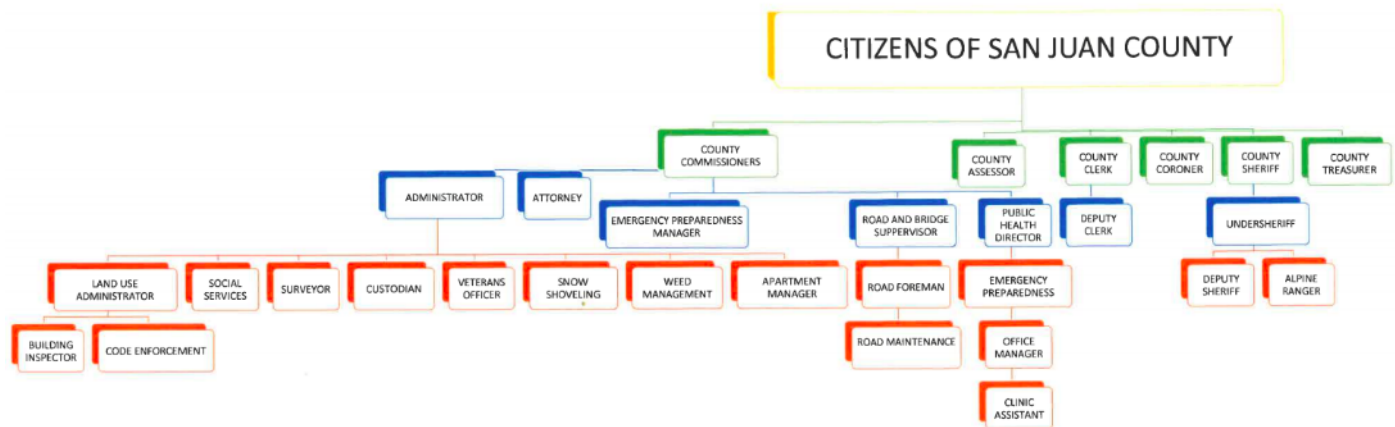 CITIZENS OF SAN JUAN COUNTY
COUNTY
COMMISSIONERS
COUNTY
ASSESSOR
COUNTY
CLERK
COUNTY
CORONER
COUNTY
SHERIFF
COUNTY
TREASURER
ADMINISTRATOR
ATTORNEY
EMERGENCY PREPAREDNESS
MANAGER
ROAD AND BRIDGE
SUPPERVISOR
PUBLIC
HEALTH
DIRECTOR
DEPUTY
CLERK
UNDERSHERIFF
LAND USE
ADMINISTRATOR
SOCIAL
SERVICES
SURVEYOR
CUSTODIAN
VETERANS
OFFICER
SNOW
SHOVELING
WEED
MANAGEMENT
APARTMENT
MANAGER
ROAD FOREMAN
EMERGENCY
PREPAREDNESS
DEPUTY
SHERIFF
ALPINE
RANGER
BUILDING
INSPECTOR
CODE ENFORCEMENT
ROAD MAINTENANCE
OFFICE
MANAGER
CLINIC
ASSISTANT